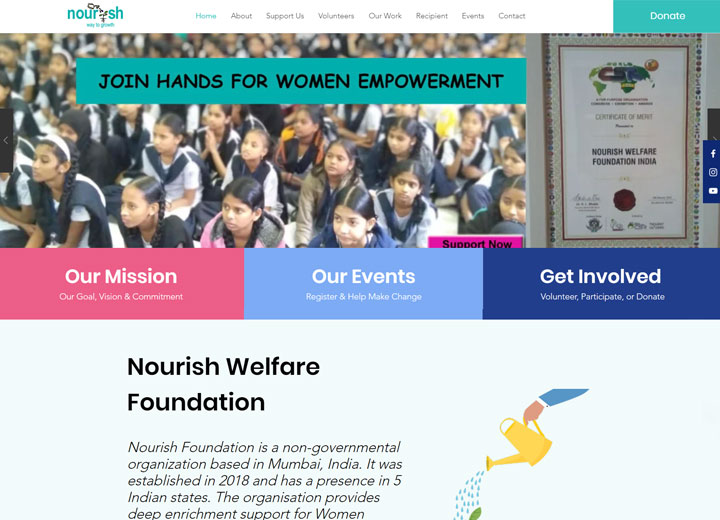 nourish
way to growth
Home About Support Us Volunteers Our Work Recipient Events Contact
Donate
JOIN HANDS FOR WOMEN EMPOWERMENT
CERTIFICATE OF MERIT
NOURISH WELFARE
FOUNDATION INDIA
Support Now
Our Mission
Our Goal, Vision & Commitment
Our Events
Register & Help Make Change
Get Involved
Volunteer, Participate, or Donate
Nourish Welfare
Foundation
Nourish Foundation is a non-governmental
organization based in Mumbai, India. It was
established in 2018 and has a presence in 5
Indian states. The organisation provides
deep enrichment support for Women